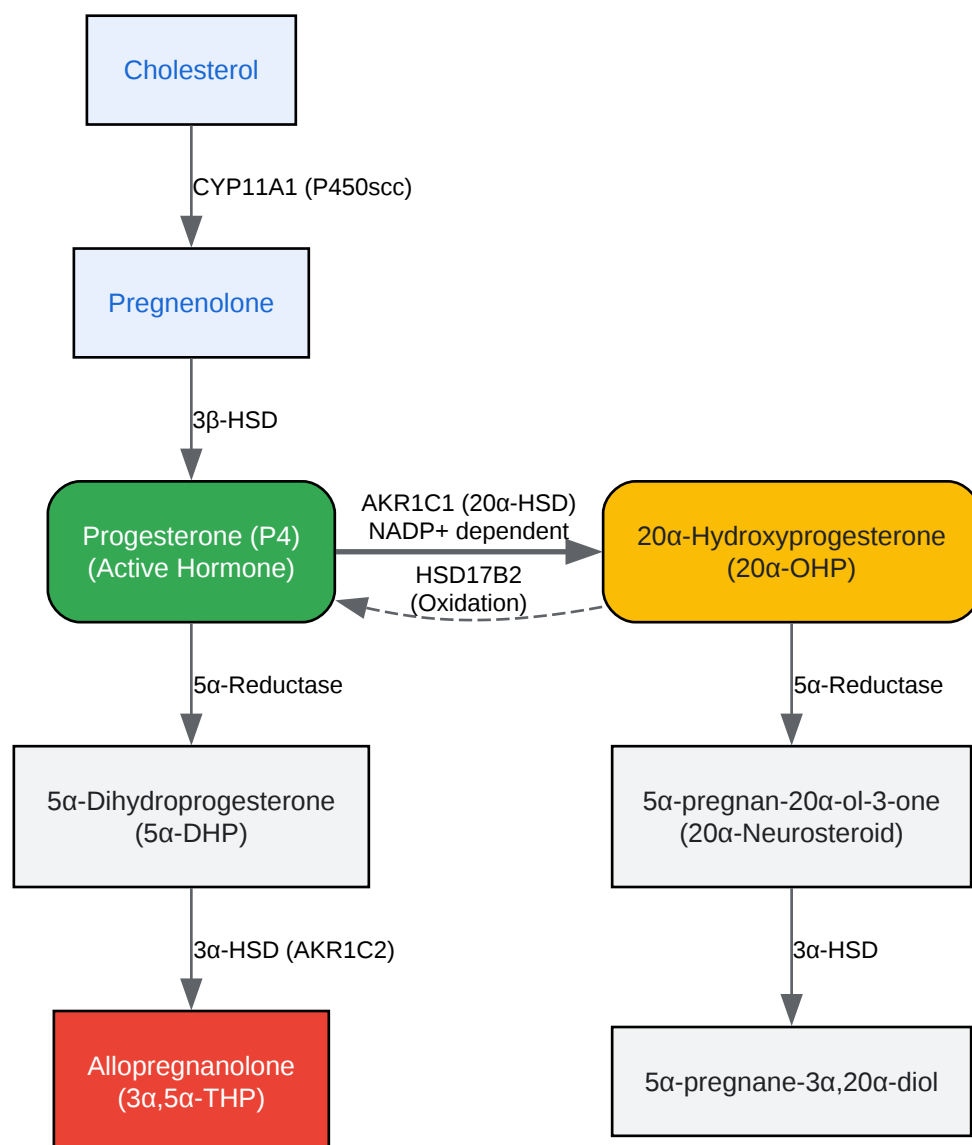 Cholesterol
CYP11A1 (P450scc)
Pregnenolone
3β-HSD
Progesterone (P4)
(Active Hormone)
AKR1C1 (20α-HSD)
NADP+ dependent
HSD17B2
(Oxidation)
20α-Hydroxyprogesterone
(20α-OHP)
5α-Reductase
5α-Reductase
5α-Dihydroprogesterone
(5α-DHP)
5α-pregnan-20α-ol-3-one
(20α-Neurosteroid)
3α-HSD (AKR1C2)
3α-HSD
Allopregnanolone
(3α,5α-THP)
5α-pregnane-3α,20α-diol